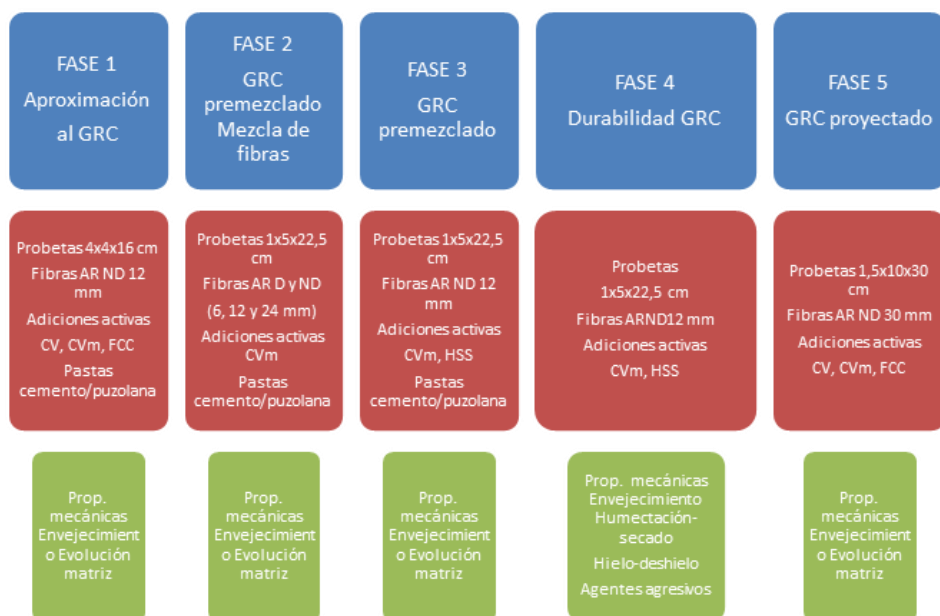 FASE 1
Aproximación
al GRC
FASE 2
GRC
premezclado
Mezcla de
fibras
FASE 3
GRC
premezclado
FASE 4
Durabilidad GRC
FASE 5
GRC proyectado
Probetas 4x4x16 cm
Fibras AR ND 12
mm
Adiciones activas
CV, CVm, FCC
Pastas
cemento/puzolana
Probetas 1x5x22,5
cm
Fibras AR D y ND
(6, 12 y 24 mm)
Adiciones activas
CVm
Pastas
cemento/puzolana
Probetas 1x5x22,5
cm
Fibras AR ND 12
mm
Adiciones activas
CVm, HSS
Pastas
cemento/puzolana
Probetas
1x5x22,5 cm
Fibras ARND12 mm
Adiciones activas
CVm, HSS
Probetas 1,5x10x30
cm
Fibras AR ND 30 mm
Adiciones activas
CV, CVm, FCC
Prop.
mecánicas
Envejecimient
o Evolución
matriz
Prop.
mecánicas
Envejecimient
o Evolución
matriz
Prop.
mecánicas
Envejecimient
o Evolución
matriz
Prop. mecánicas
Envejecimiento
Humectación-
secado
Hielo-deshielo
Agentes agresivos
Prop.
mecánicas
Envejecimient
o Evolución
matriz